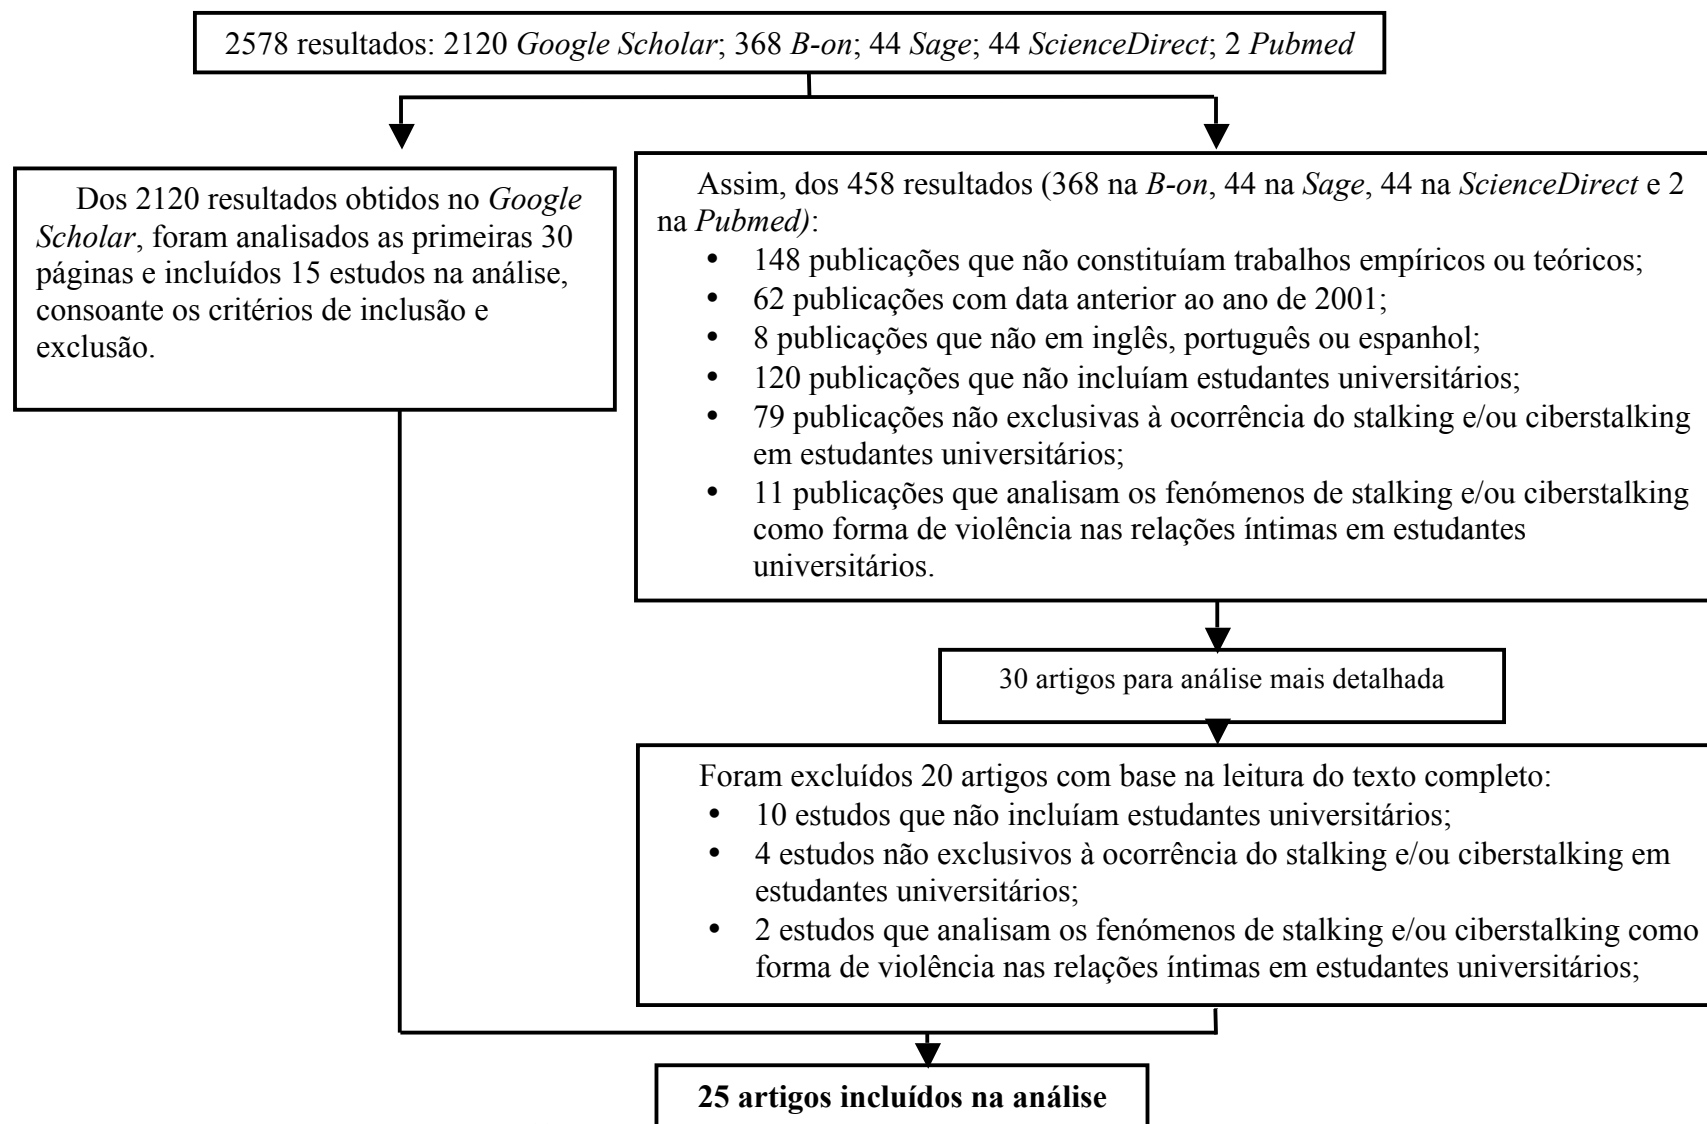 2578 resultados: 2120 Google Scholar; 368 B-on; 44 Sage; 44 ScienceDirect; 2 Pubmed
Dos 2120 resultados obtidos no Google
Scholar, foram analisados as primeiras 30
páginas e incluídos 15 estudos na análise,
consoante os critérios de inclusão e
exclusão.
Assim, dos 458 resultados (368 na B-on, 44 na Sage, 44 na ScienceDirect e 2
na Pubmed):
• 148 publicações que não constituíam trabalhos empíricos ou teóricos;
• 62 publicações com data anterior ao ano de 2001;
• 8 publicações que não em inglês, português ou espanhol;
• 120 publicações que não incluíam estudantes universitários;
• 79 publicações não exclusivas à ocorrência do stalking e/ou ciberstalking
em estudantes universitários;
• 11 publicações que analisam os fenómenos de stalking e/ou ciberstalking
como forma de violência nas relações íntimas em estudantes
universitários.
30 artigos para análise mais detalhada
Foram excluídos 20 artigos com base na leitura do texto completo:
• 10 estudos que não incluíam estudantes universitários;
• 4 estudos não exclusivos à ocorrência do stalking e/ou ciberstalking em
estudantes universitários;
• 2 estudos que analisam os fenómenos de stalking e/ou ciberstalking como
forma de violência nas relações íntimas em estudantes universitários;
25 artigos incluídos na análise